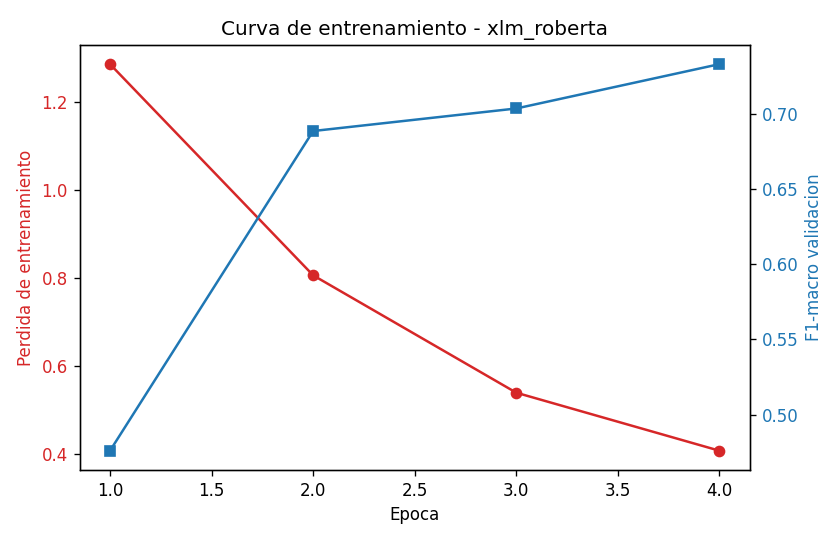 Curva de entrenamiento - xlm_roberta
Perdida de entrenamiento
1.2
1.0
0.8
0.6
0.4
0.70
0.65
0.60
0.55
0.50
F1-macro validacion
1.0 1.5 2.0 2.5 3.0 3.5 4.0
Epoca